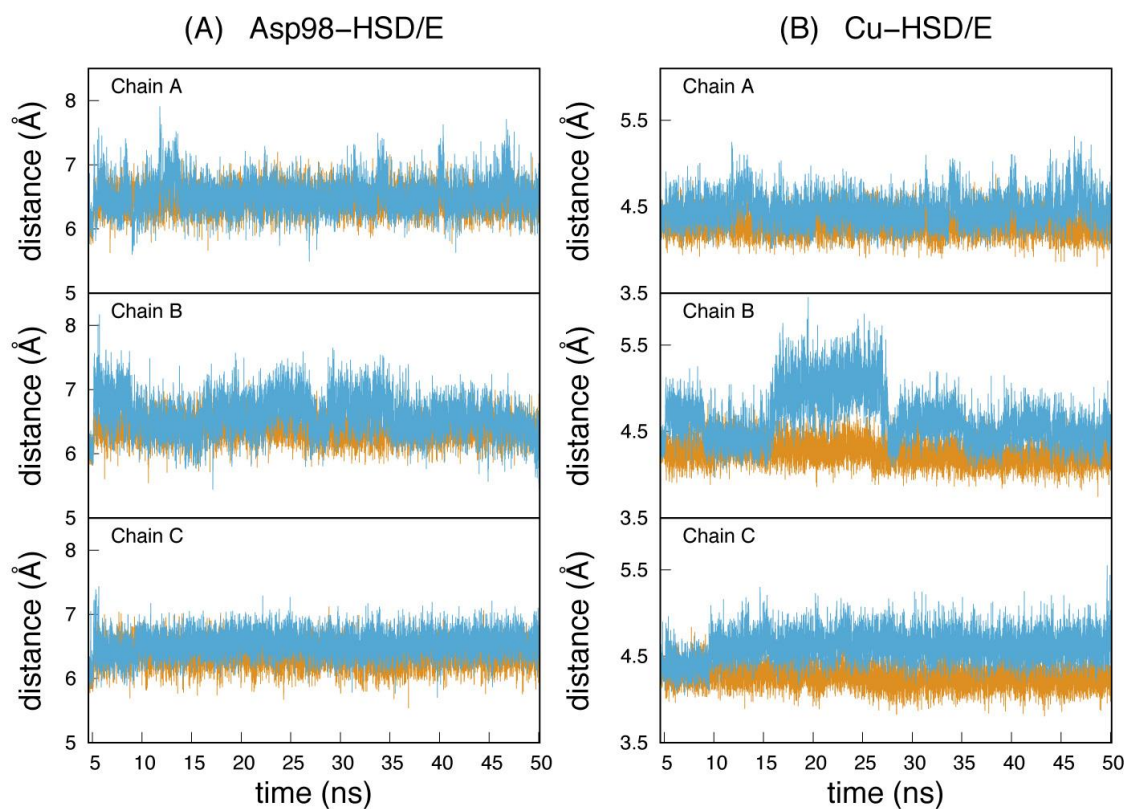 (A) Asp98−HSD/E
(B) Cu−HSD/E
Chain A
8
7
6
5
distance (Å)
Chain B
8
7
6
5
distance (Å)
Chain C
8
7
6
5
distance (Å)
5 10 15 20 25 30 35 40 45 50
time (ns)
Chain A
5.5
4.5
3.5
distance (Å)
Chain B
5.5
4.5
3.5
distance (Å)
Chain C
5.5
4.5
3.5
distance (Å)
5 10 15 20 25 30 35 40 45 50
time (ns)